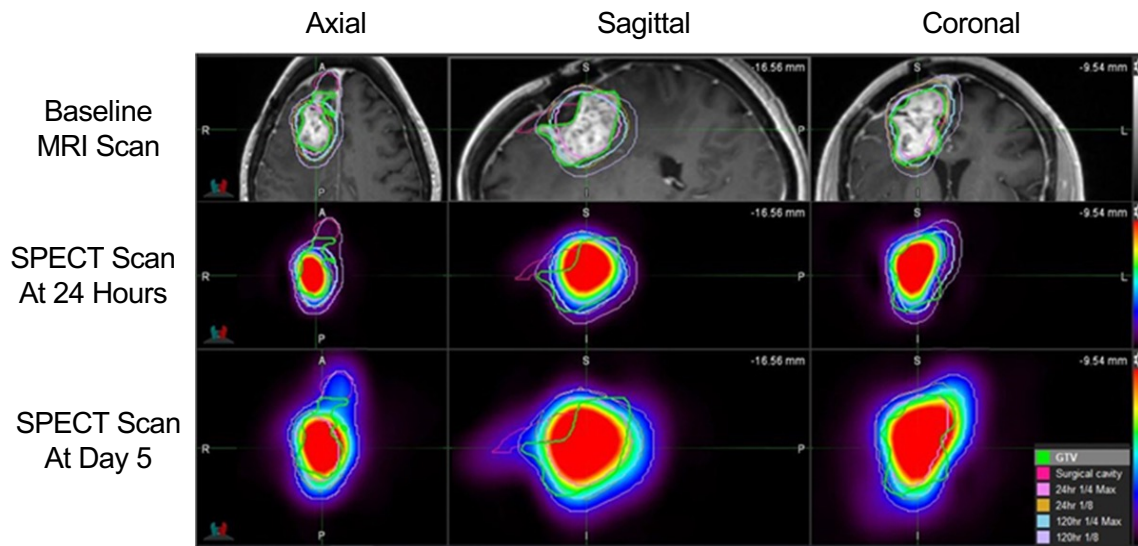 Axial
Sagittal
Coronal
Baseline
MRI Scan
A
R
P
S
-16.56 mm
P
I
S
-9.54 mm
L
I
SPECT Scan
At 24 Hours
A
R
P
S
-16.56 mm
P
I
S
-9.54 mm
L
I
SPECT Scan
At Day 5
A
R
P
S
-16.56 mm
P
I
S
-9.54 mm
GTV
Surgical cavity
24hr 1/4 Max
24hr 1/8
120hr 1/4 Max
120hr 1/8